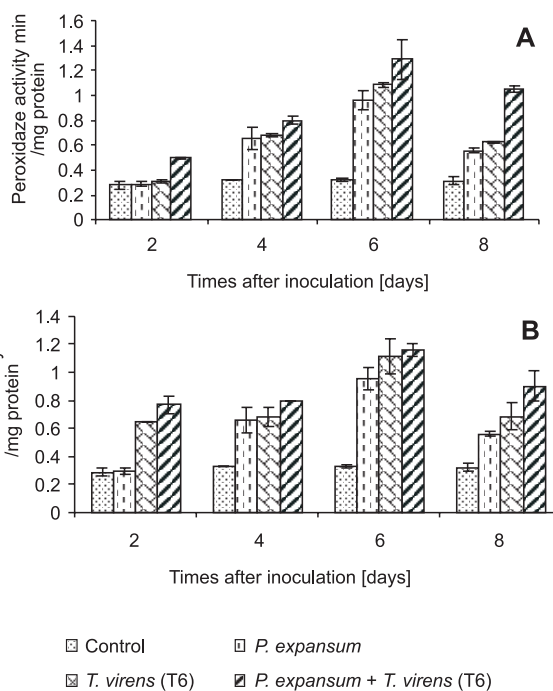 Peroxidaze activity min
/mg protein
A
1.6
1.4
1.2
1
0.8
0.6
0.4
0.2
0
2 4 6 8
Times after inoculation [days]
/mg protein
B
1.4
1.2
1
0.8
0.6
0.4
0.2
0
2 4 6 8
Times after inoculation [days]
Control
P. expansum
T. virens (T6)
P. expansum + T. virens (T6)